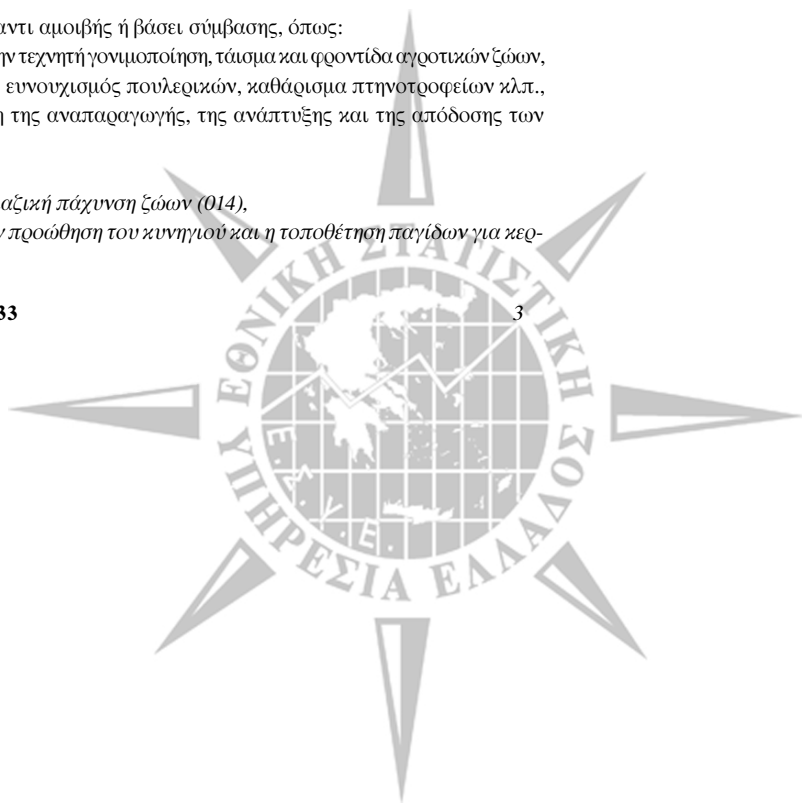 αντι αμοιβής ή βάσει σύμβασης, όπως:
ην τεχνητή γονιμοποίηση, τάισμα και φροντίδα αγροτικών ζώων,
ευνουχισμός πουλερικών, καθάρισμα πτηνοτροφείων κλπ.,
η της αναπαραγωγής, της ανάπτυξης και της απόδοσης των
αζική πάχυνση ζώων (014),
ν προώθηση του κυνηγιού και η τοποθέτηση παγίδων για κερ-
33 3
ΕΘΝΙΚΗ ΣΤΑΤΙΣΤΙΚΗ
ΥΠΗΡΕΣΙΑ ΕΛΛΑΔΟΣ
Ε.Σ.Υ.Ε.